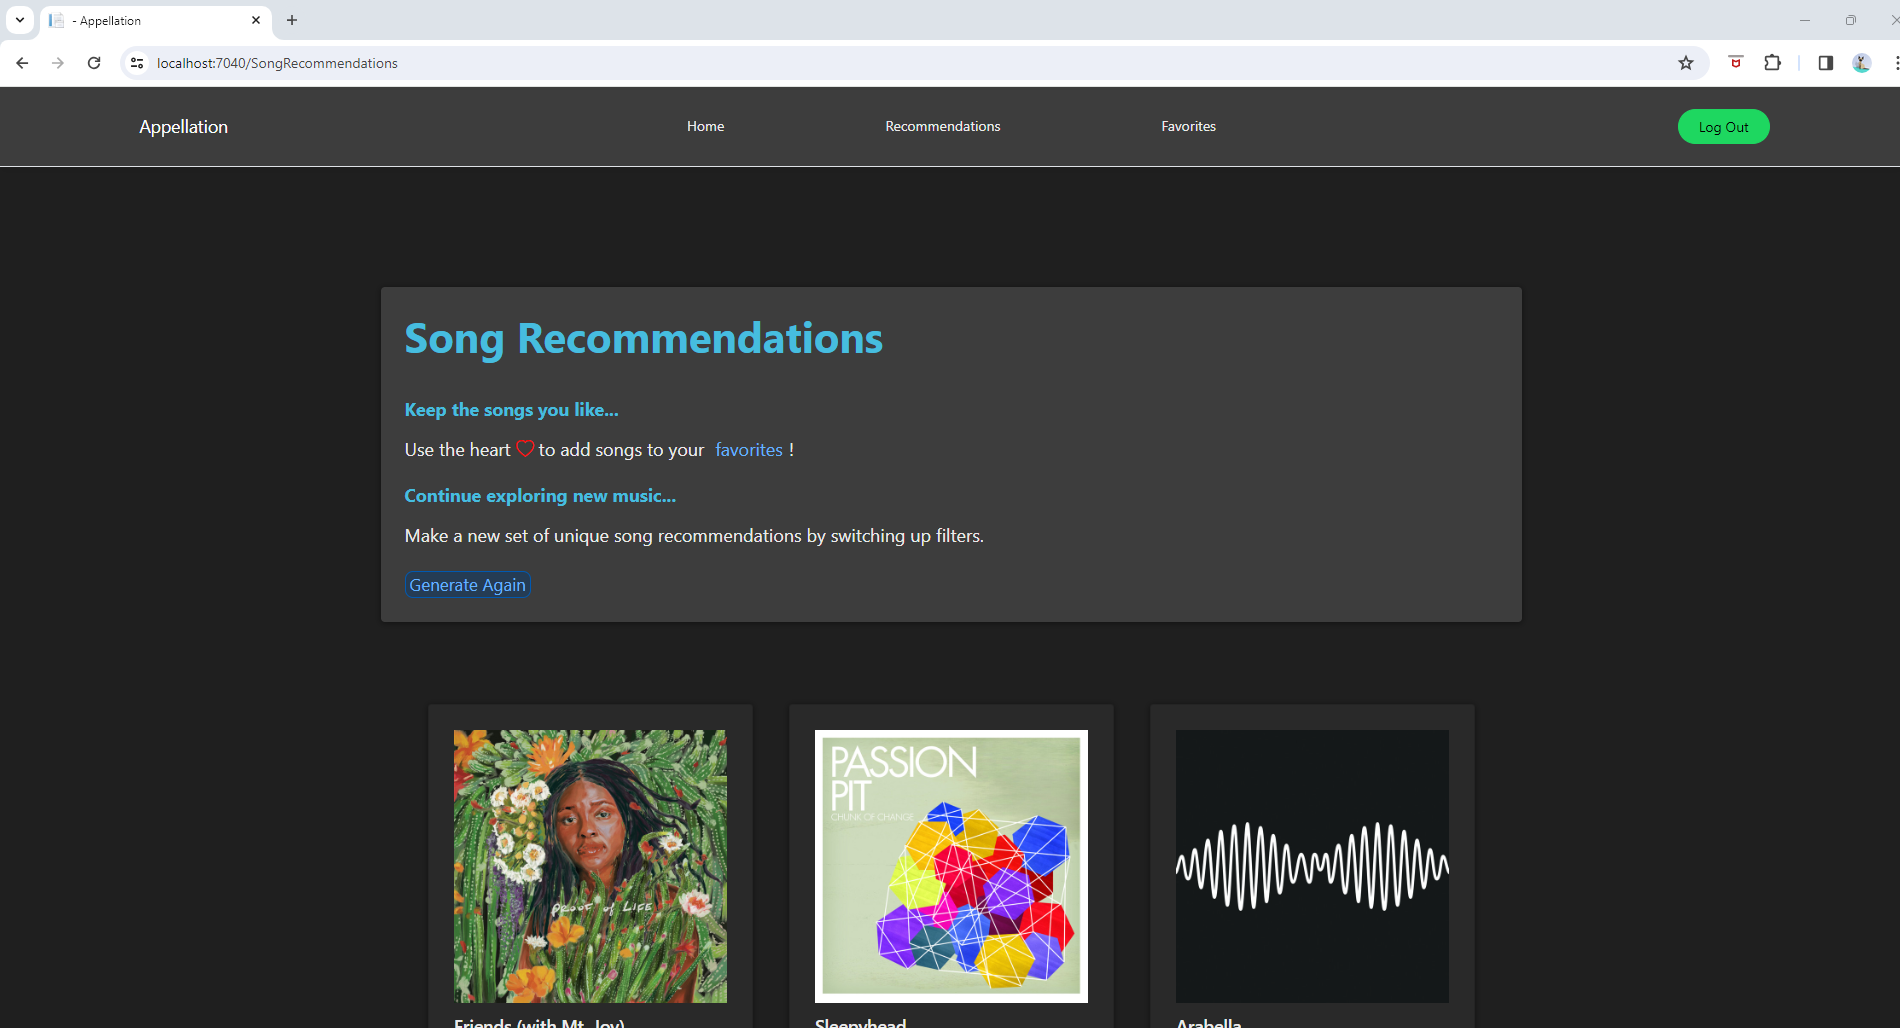 - Appellation
localhost:7040/SongRecommendations
Appellation
Home
Recommendations
Favorites
Log Out
Song Recommendations
Keep the songs you like...
Use the heart to add songs to your favorites !
Continue exploring new music...
Make a new set of unique song recommendations by switching up filters.
Generate Again
PROOF of LIFE
PASSION
PIT
CHUNK OF CHANGE
Friends (with Mt. Joy)
Sleepyhead
Arabella